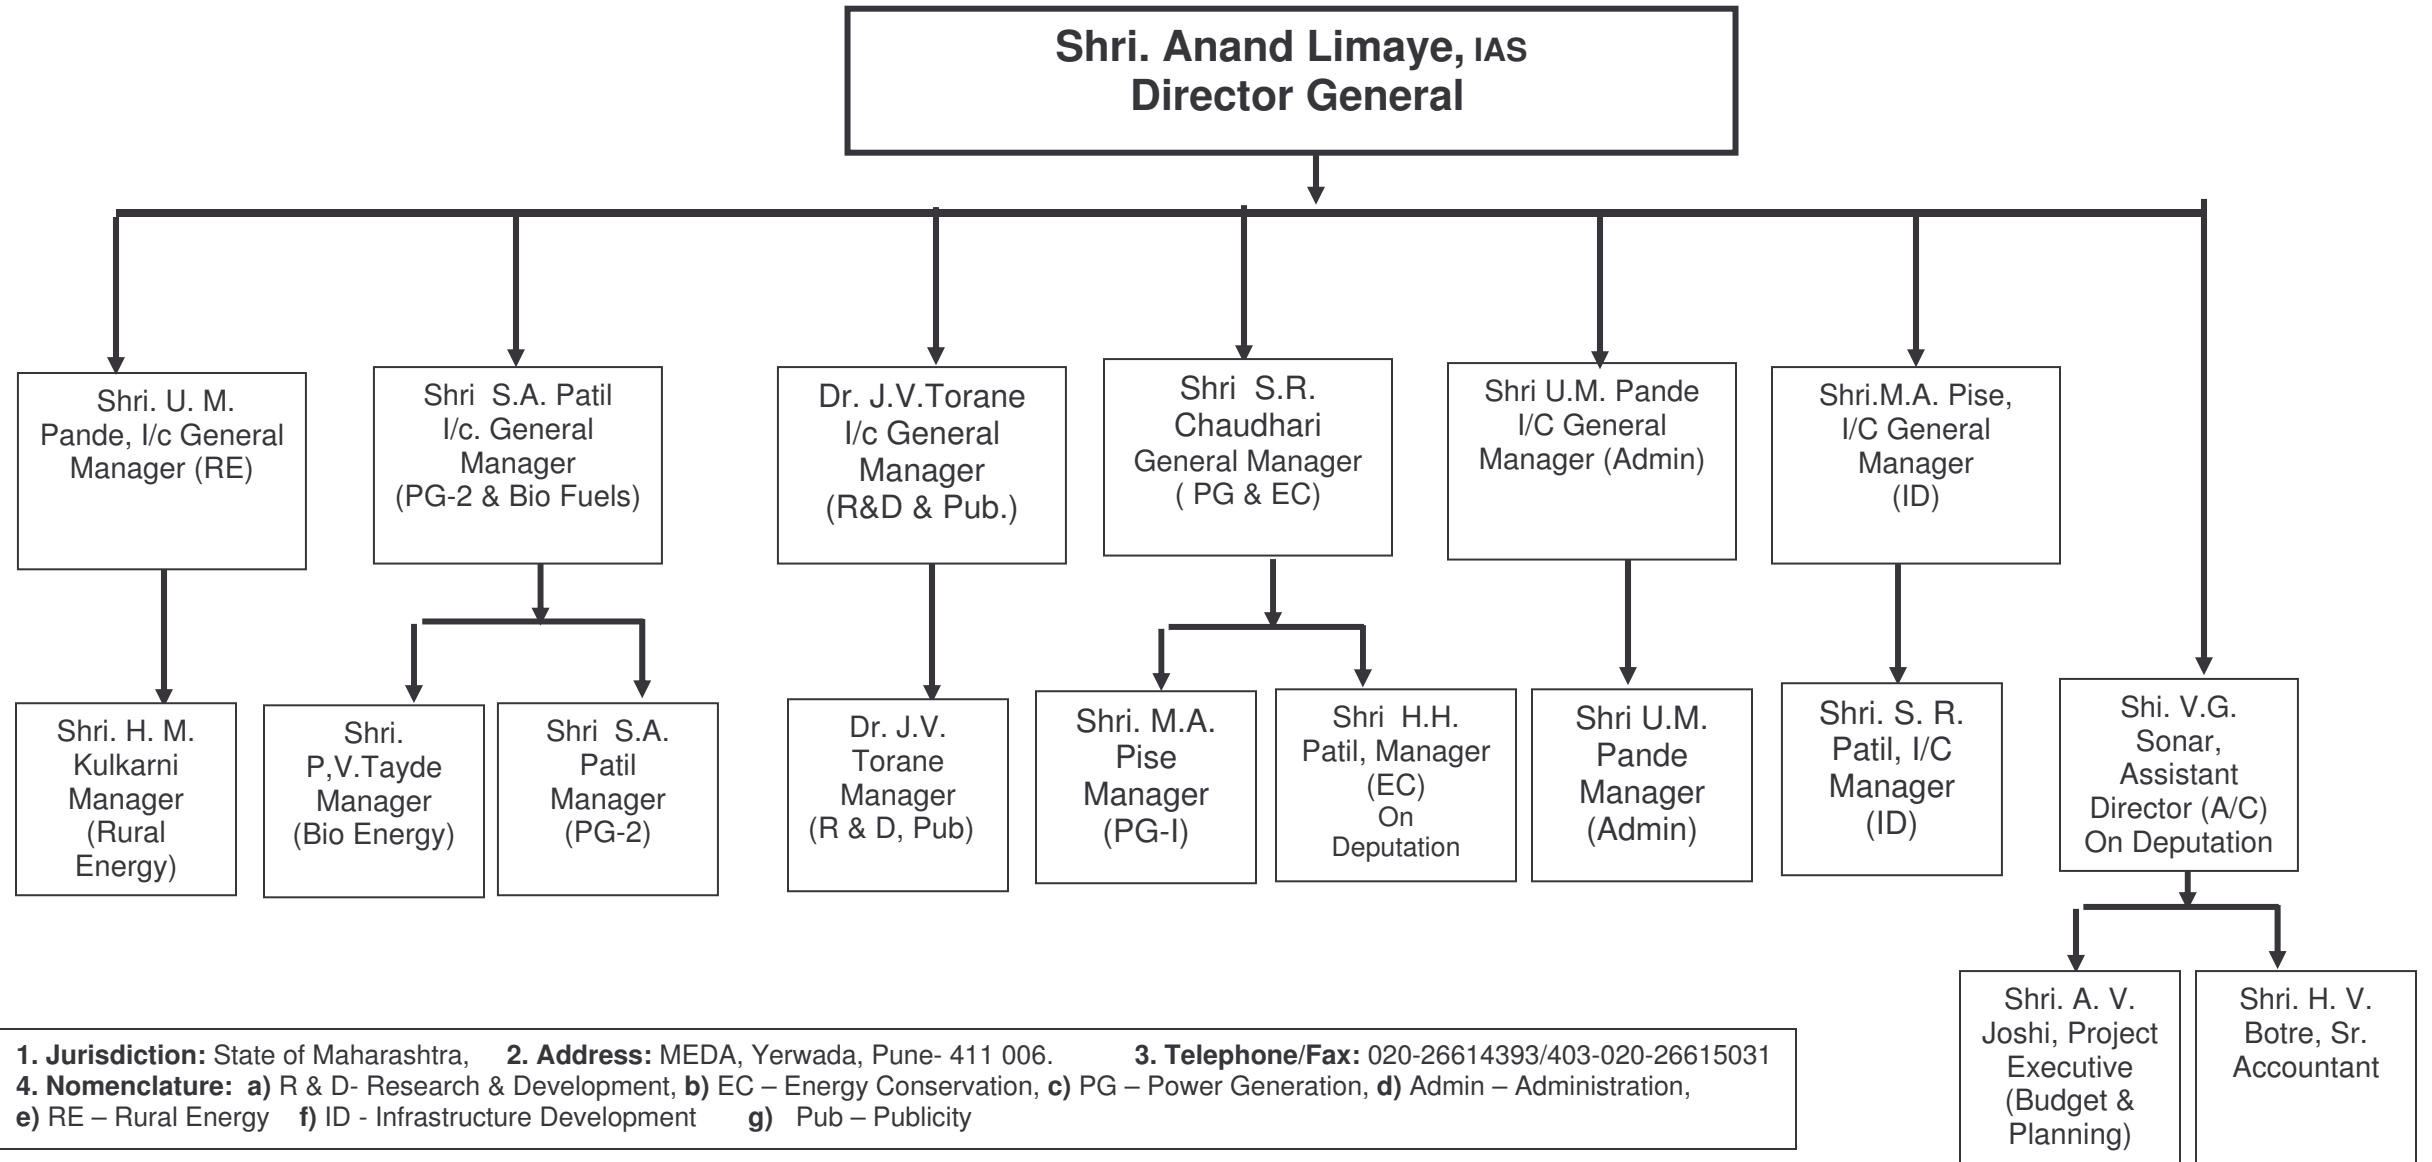 Shri. Anand Limaye, IAS
Director General
Shri. U. M.
Pande, I/c General
Manager (RE)
Shri S.A. Patil
I/c. General
Manager
(PG-2 & Bio Fuels)
Dr. J.V.Torane
I/c General
Manager
(R&D & Pub.)
Shri S.R.
Chaudhari
General Manager
( PG & EC)
Shri U.M. Pande
I/C General
Manager (Admin)
Shri.M.A. Pise,
I/C General
Manager
(ID)
Shri. H. M.
Kulkarni
Manager
(Rural
Energy)
Shri.
P,V.Tayde
Manager
(Bio Energy)
Shri S.A.
Patil
Manager
(PG-2)
Dr. J.V.
Torane
Manager
(R & D, Pub)
Shri. M.A.
Pise
Manager
(PG-I)
Shri H.H.
Patil, Manager
(EC)
On
Deputation
Shri U.M.
Pande
Manager
(Admin)
Shri. S. R.
Patil, I/C
Manager
(ID)
Shi. V.G.
Sonar,
Assistant
Director (A/C)
On Deputation
Shri. A. V.
Joshi, Project
Executive
(Budget &
Planning)
Shri. H. V.
Botre, Sr.
Accountant
1. Jurisdiction: State of Maharashtra, 2. Address: MEDA, Yerwada, Pune- 411 006. 3. Telephone/Fax: 020-26614393/403-020-26615031
4. Nomenclature: a) R & D- Research & Development, b) EC – Energy Conservation, c) PG – Power Generation, d) Admin – Administration,
e) RE – Rural Energy f) ID - Infrastructure Development g) Pub – Publicity